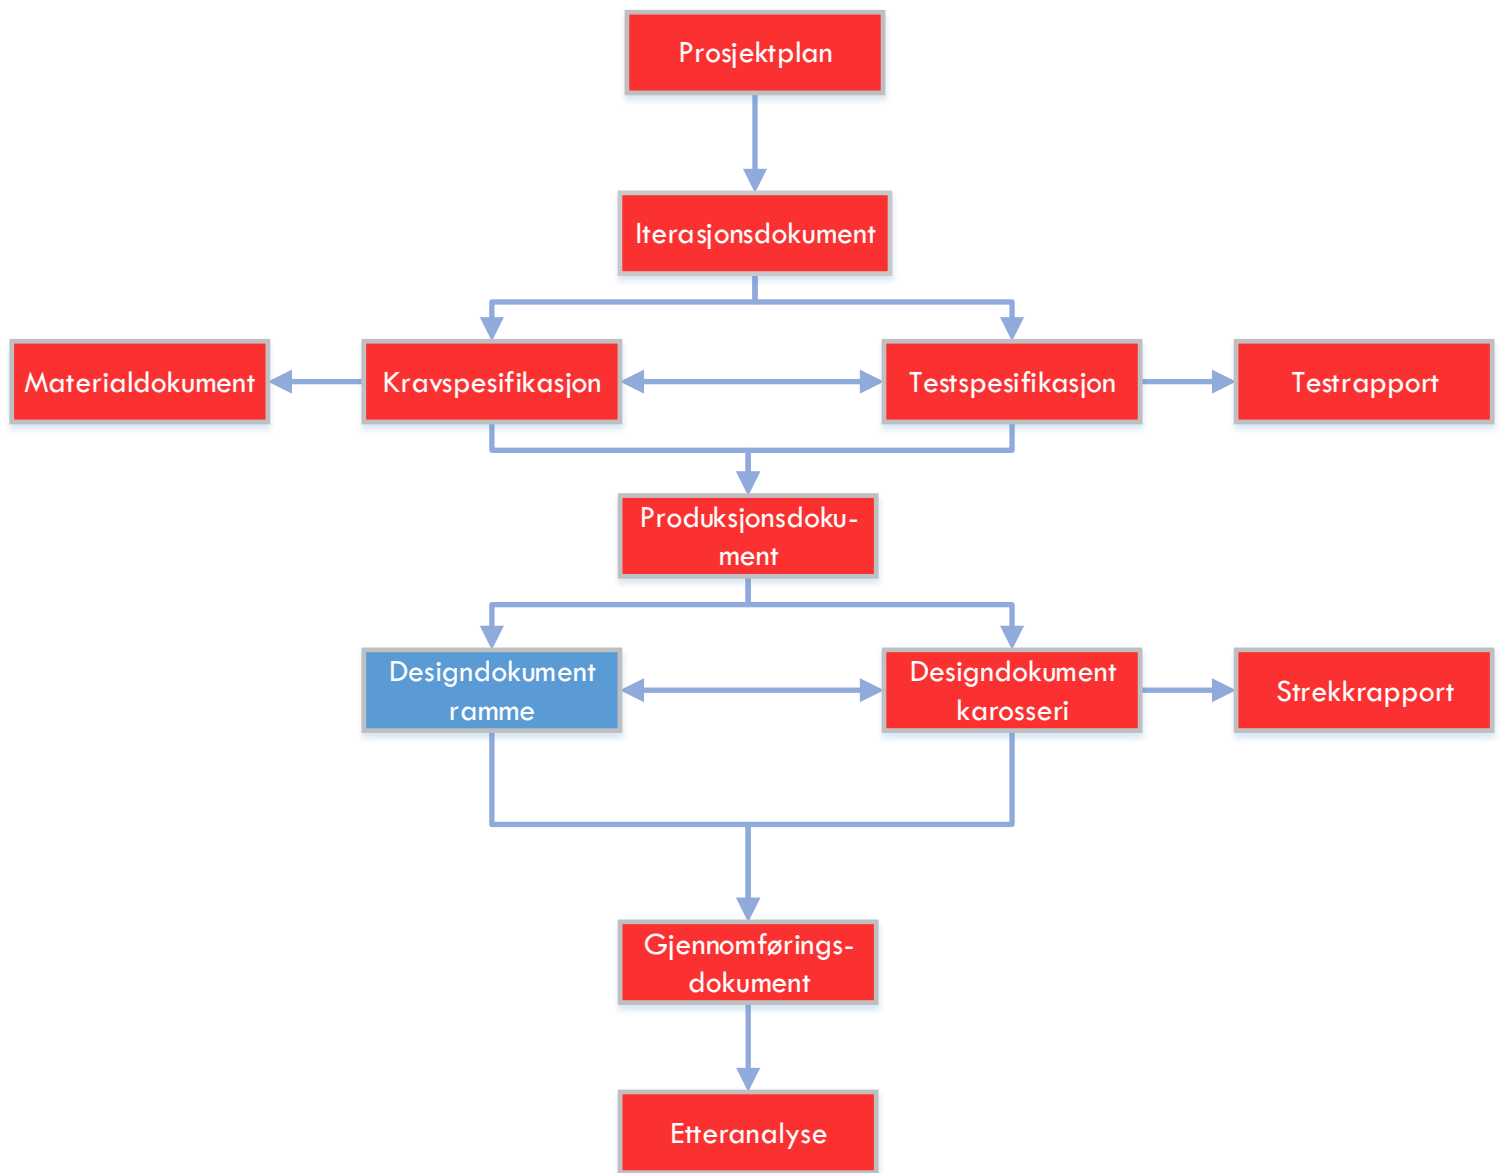 Prosjektplan
Iterasjonsdokument
Materialdokument
Kravspesifikasjon
Testspesifikasjon
Testrapport
Produksjonsdoku-
ment
Designdokument
ramme
Designdokument
karosseri
Strekkrapport
Gjennomførings-
dokument
Etteranalyse